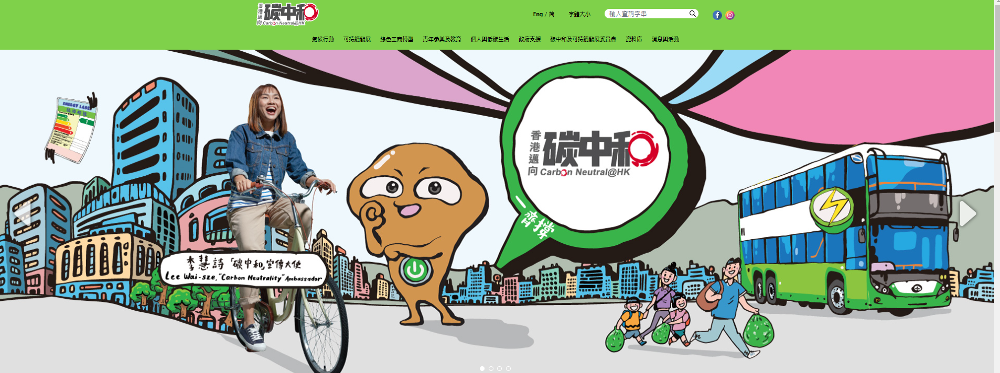 香港邁向
碳中和
Carbon Neutral@HK
Eng / 简
字體大小
輸入查詢字串
氣候行動
可持續發展
綠色工商轉型
青年參與及教育
個人與低碳生活
政府支援
碳中和及可持續發展委員會
資料庫
消息與活動
ENERGY LABEL
能源標籤
香港邁向
碳中和
Carbon Neutral@HK
一齊撐
李慧詩「碳中和」宣傳大使
Lee Wai-sze, "Carbon Neutrality" Ambassador